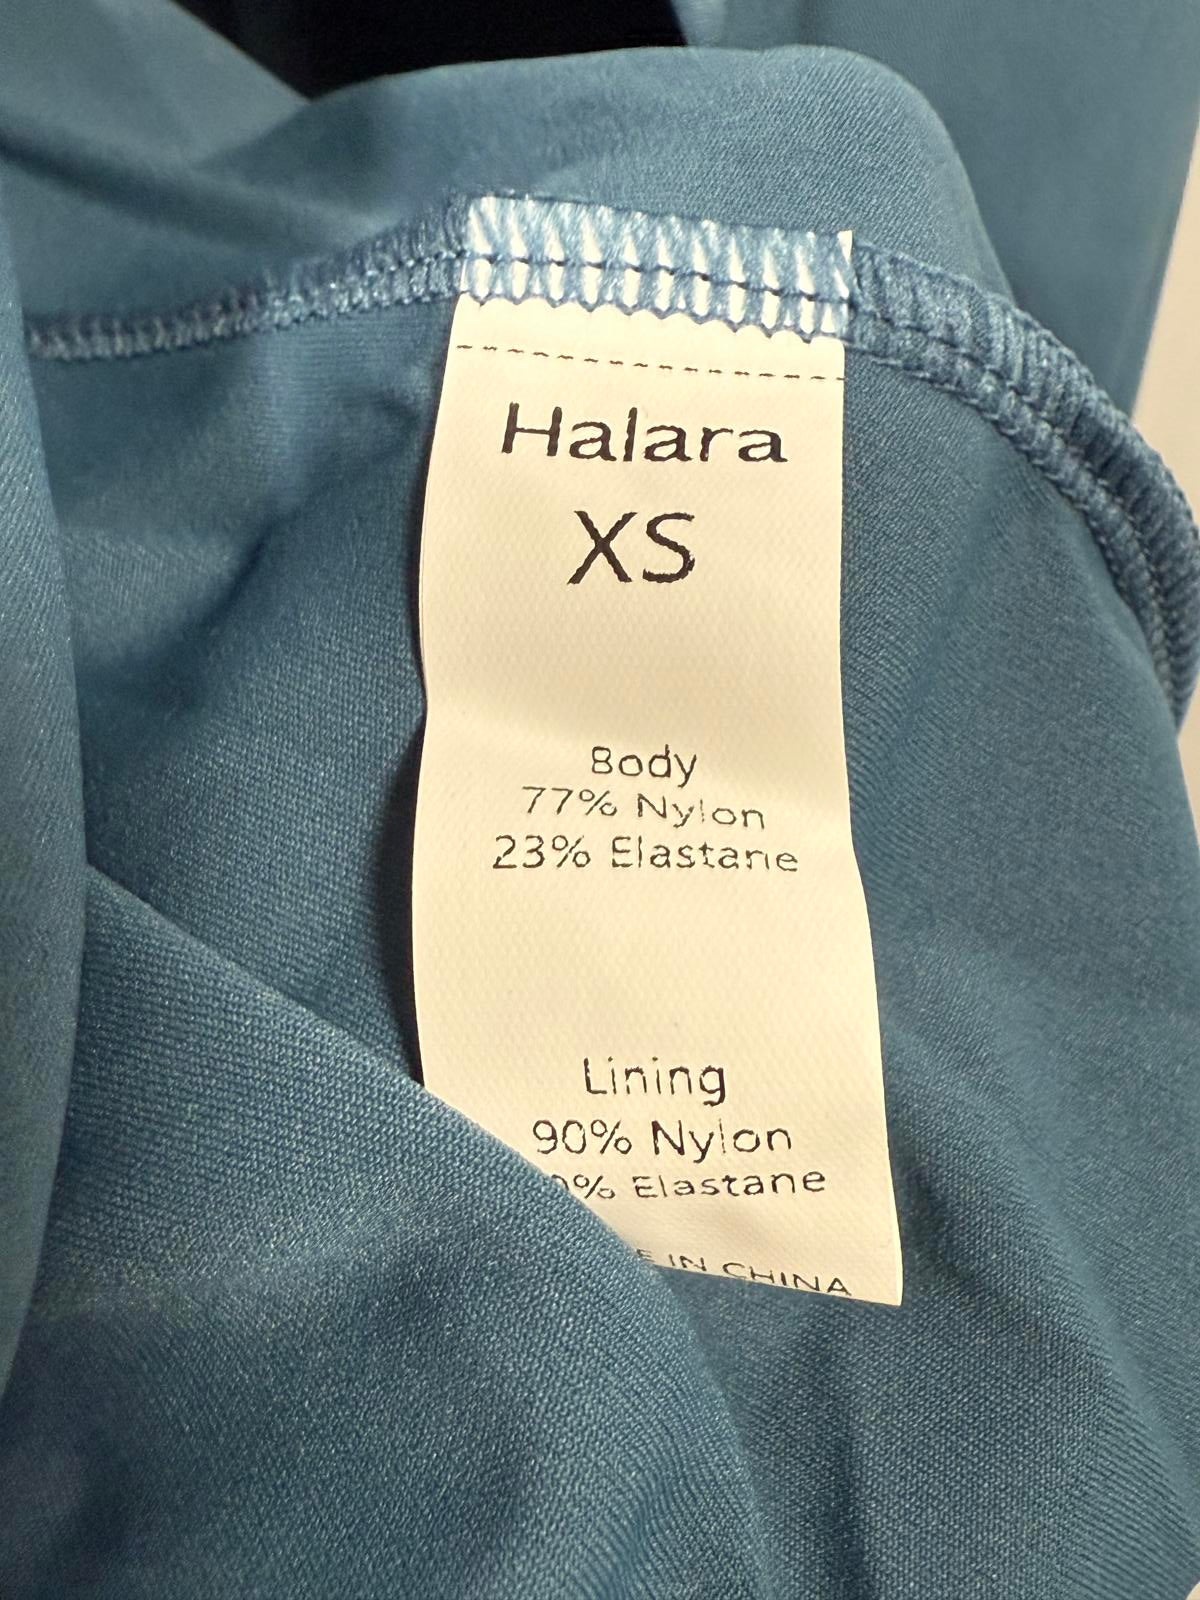 Halara
XS
Body
77% Nylon
23% Elastane
Lining
90% Nylon
% Elastane
IN CHINA